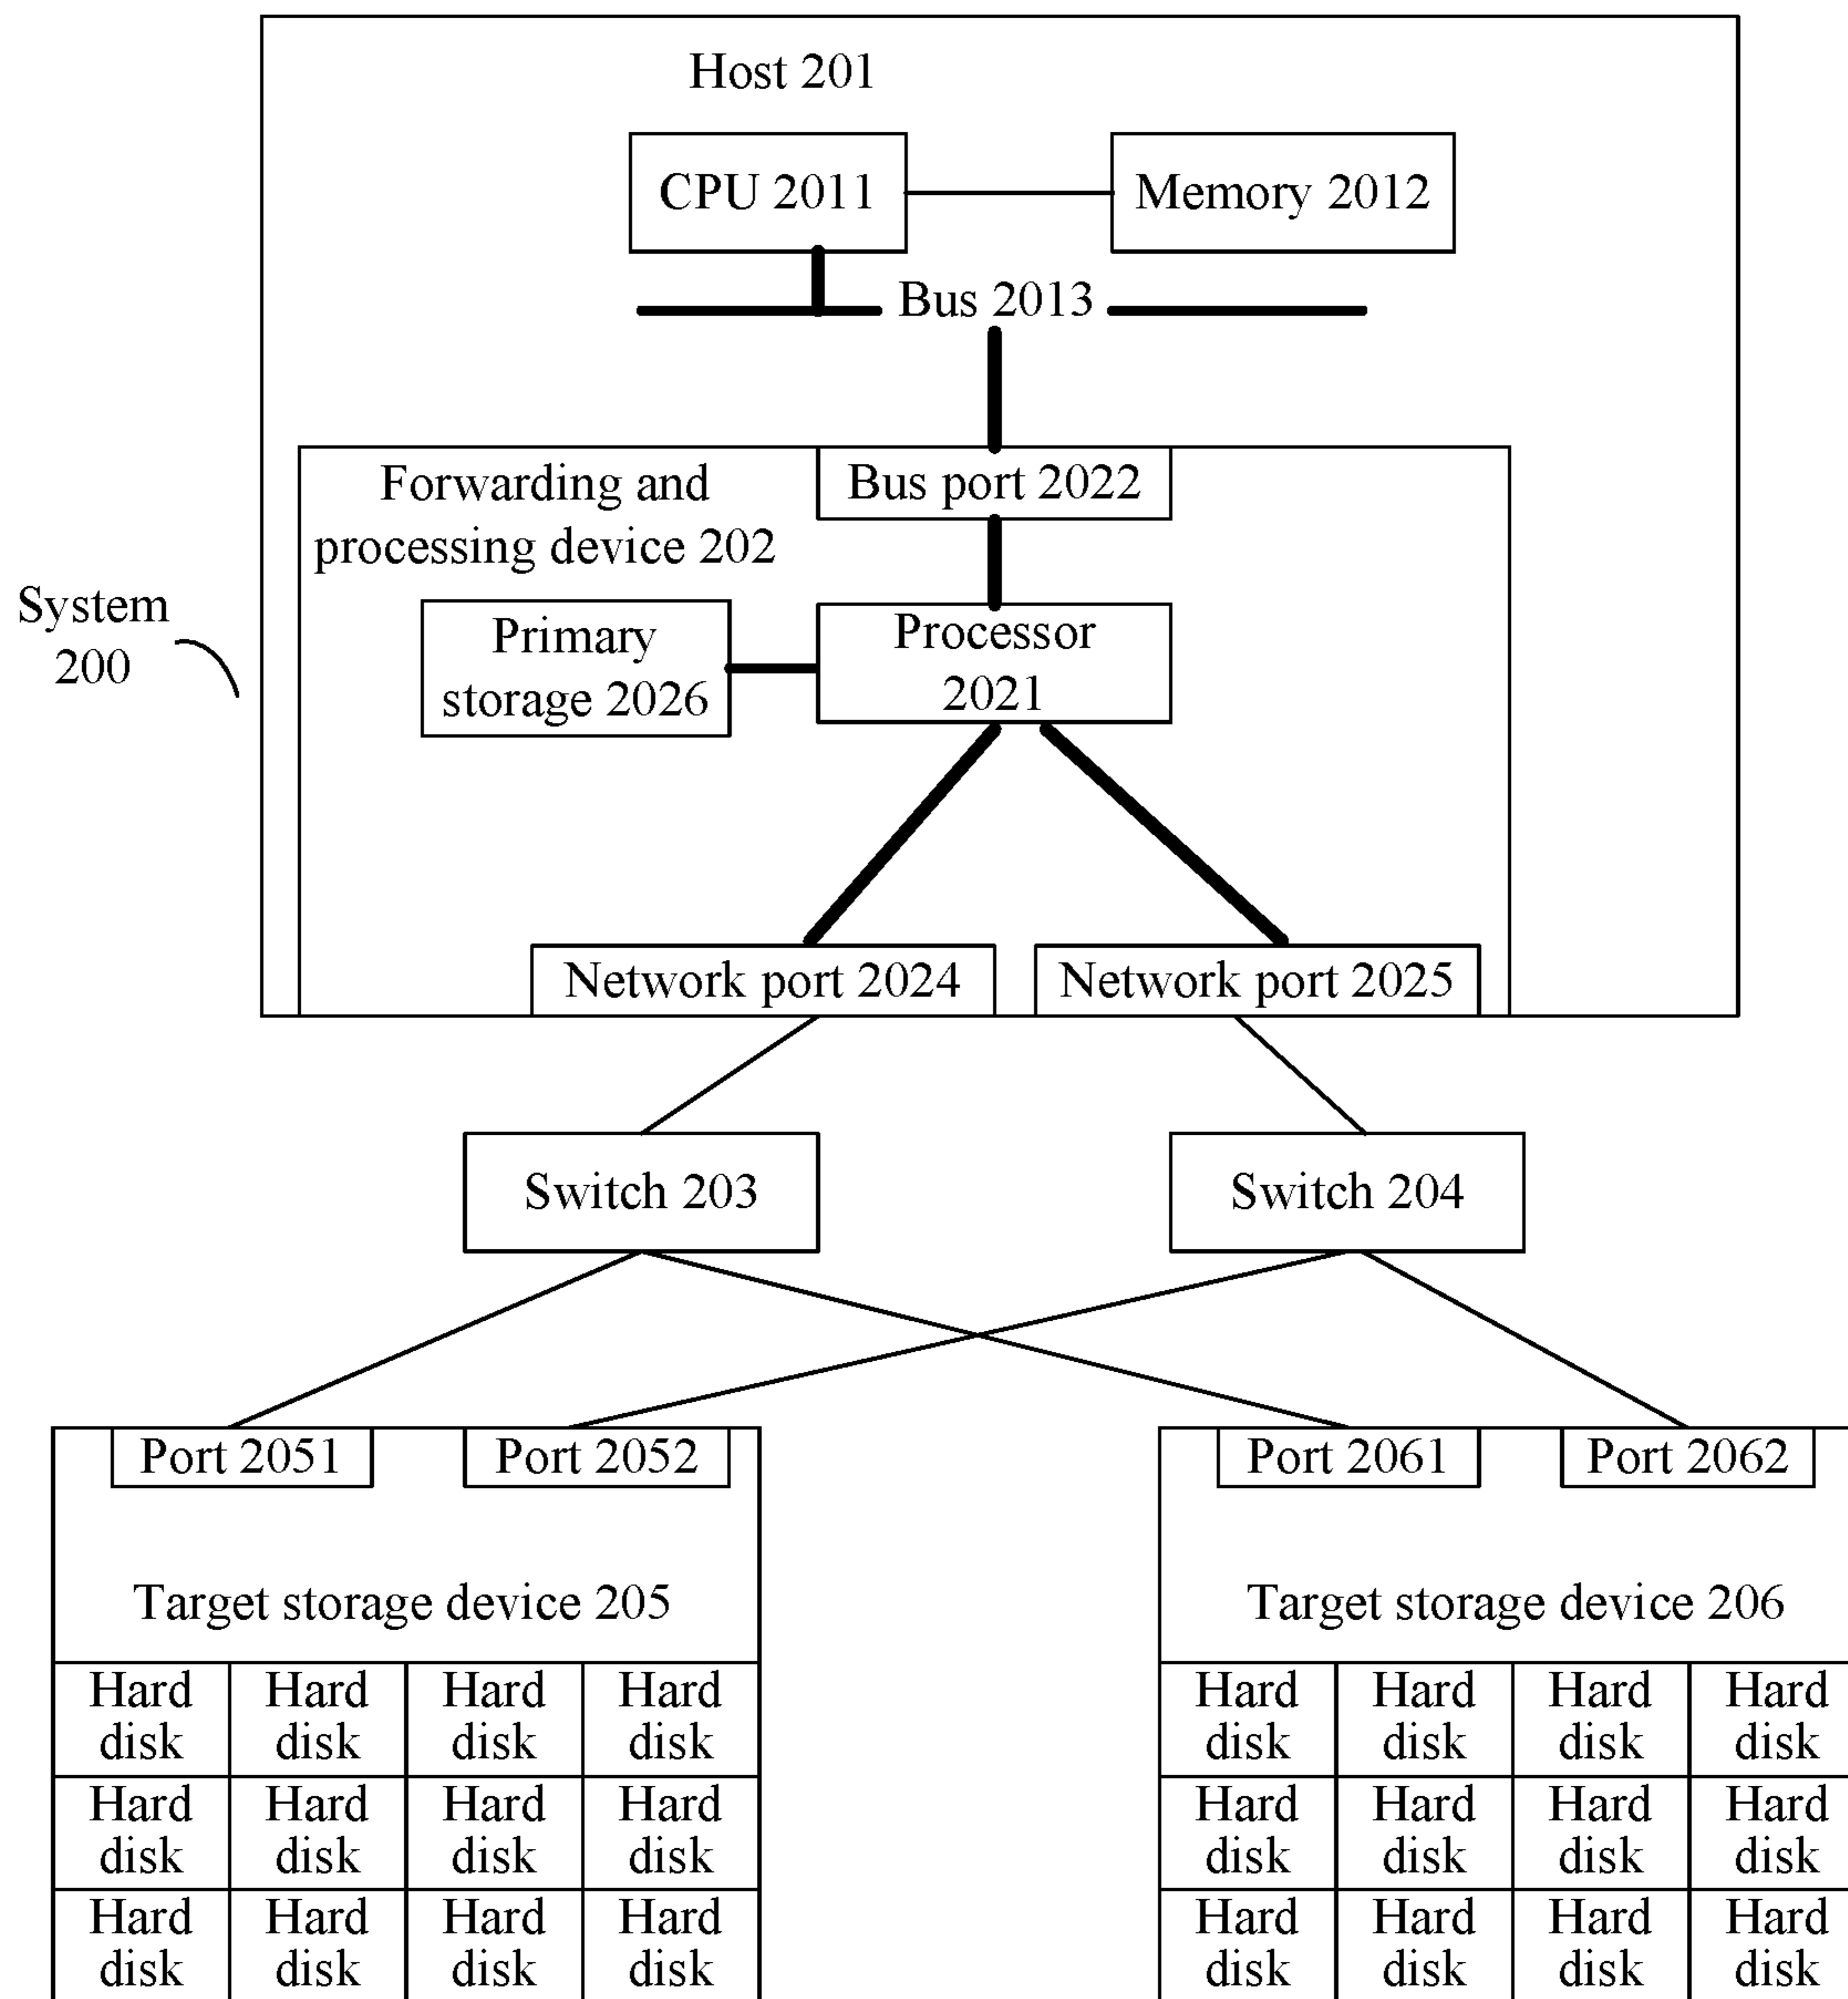 Host 201
CPU 2011
Memory 2012
Bus 2013
Forwarding and
processing device 202
Bus port 2022
System
200
Primary
storage 2026
Processor
2021
Network port 2024
Network port 2025
Switch 203
Switch 204
Port 2051
Port 2052
Port 2061
Port 2062
Target storage device 205
Target storage device 206
Hard Hard Hard Hard
disk disk disk disk
Hard Hard Hard Hard
disk disk disk disk
Hard Hard Hard Hard
disk disk disk disk
Hard Hard Hard Hard
disk disk disk disk
Hard Hard Hard Hard
disk disk disk disk
Hard Hard Hard Hard
disk disk disk disk